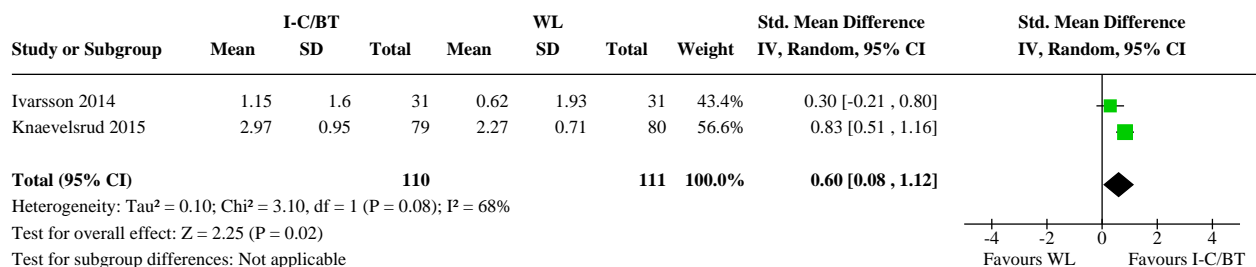 I-C/BT WL Std. Mean Difference Std. Mean Difference
Study or Subgroup Mean SD Total Mean SD Total Weight IV, Random, 95% CI IV, Random, 95% CI
Ivarsson 2014 1.15 1.6 31 0.62 1.93 31 43.4% 0.30 [-0.21 , 0.80]
Knaevelsrud 2015 2.97 0.95 79 2.27 0.71 80 56.6% 0.83 [0.51 , 1.16]
Total (95% CI) 110 111 100.0% 0.60 [0.08 , 1.12]
Heterogeneity: Tau² = 0.10; Chi² = 3.10, df = 1 (P = 0.08); I² = 68%
Test for overall effect: Z = 2.25 (P = 0.02)
-4 -2 0 2 4
Test for subgroup differences: Not applicable
Favours WL Favours I-C/BT